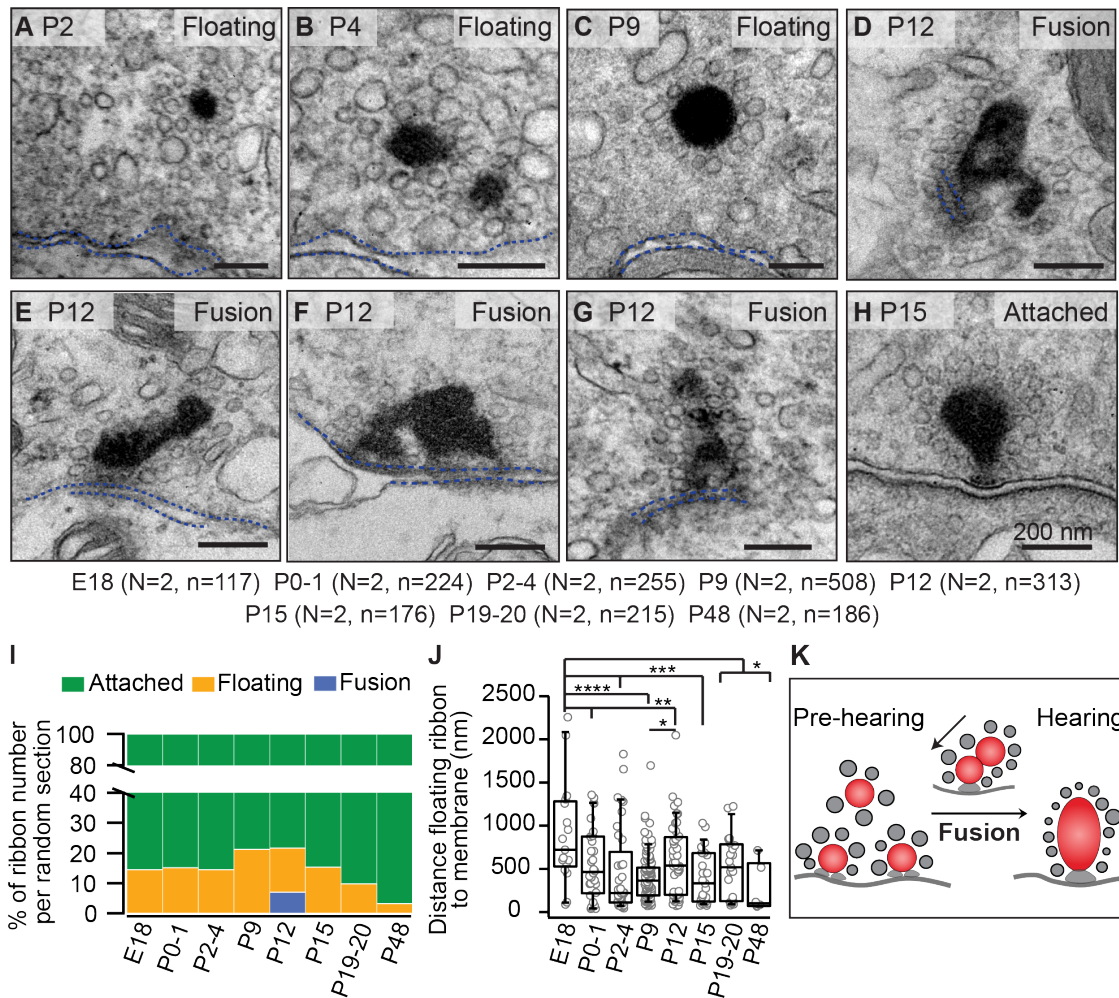 A P2 Floating
B P4 Floating
C P9 Floating
D P12 Fusion
E P12 Fusion
F P12 Fusion
G P12 Fusion
H P15 Attached
200 nm
E18 (N=2, n=117) P0-1 (N=2, n=224) P2-4 (N=2, n=255) P9 (N=2, n=508) P12 (N=2, n=313)
P15 (N=2, n=176) P19-20 (N=2, n=215) P48 (N=2, n=186)
I
Attached Floating Fusion
% of ribbon number
per random section
100
80
40
30
20
10
0
E18 P0-1 P2-4 P9 P12 P15 P19-20 P48
J
Distance floating ribbon
to membrane (nm)
2500
2000
1500
1000
500
0
*** *
**** **
*
E18 P0-1 P2-4 P9 P12 P15 P19-20 P48
K
Pre-hearing Hearing
Fusion